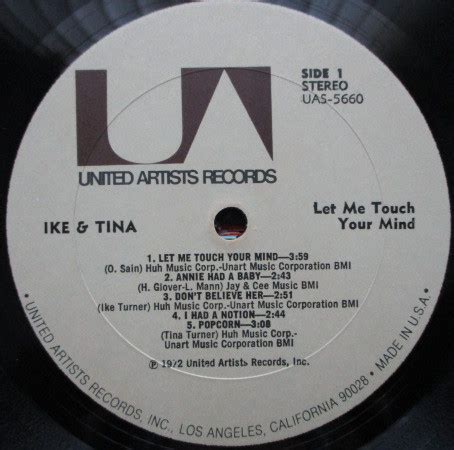 SIDE 1
STEREO
UAS-5660
UA
UNITED ARTISTS RECORDS
IKE & TINA
Let Me Touch
Your Mind
1. LET ME TOUCH YOUR MIND—3:59
(O. Sain) Huh Music Corp.-Unart Music Corporation BMI
2. ANNIE HAD A BABY—2:43
(H. Glover-L. Mann) Jay & Cee Music BMI
3. DON'T BELIEVE HER—2:51
(Ike Turner) Huh Music Corp.-Unart Music Corporation BMI
4. I HAD A NOTION—2:44
5. POPCORN—3:08
(Tina Turner) Huh Music Corp.-
Unart Music Corporation BMI
Ⓟ 1972 United Artists Records, Inc.
• UNITED ARTISTS RECORDS, INC., LOS ANGELES, CALIFORNIA 90028 • MADE IN U.S.A. •